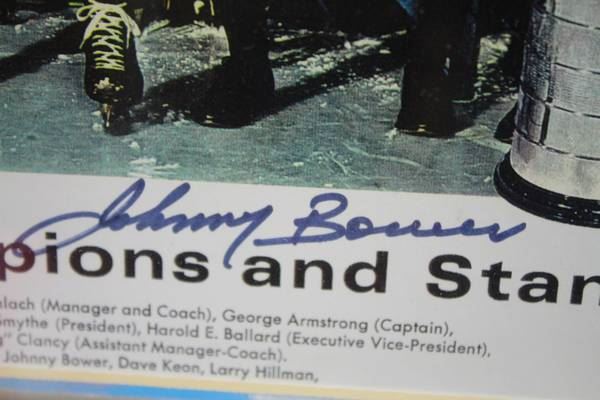 Johnny Bower
pions and Stan
lach (Manager and Coach), George Armstrong (Captain),
Smythe (President), Harold E. Ballard (Executive Vice-President),
" Clancy (Assistant Manager-Coach).
Johnny Bower, Dave Keon, Larry Hillman,